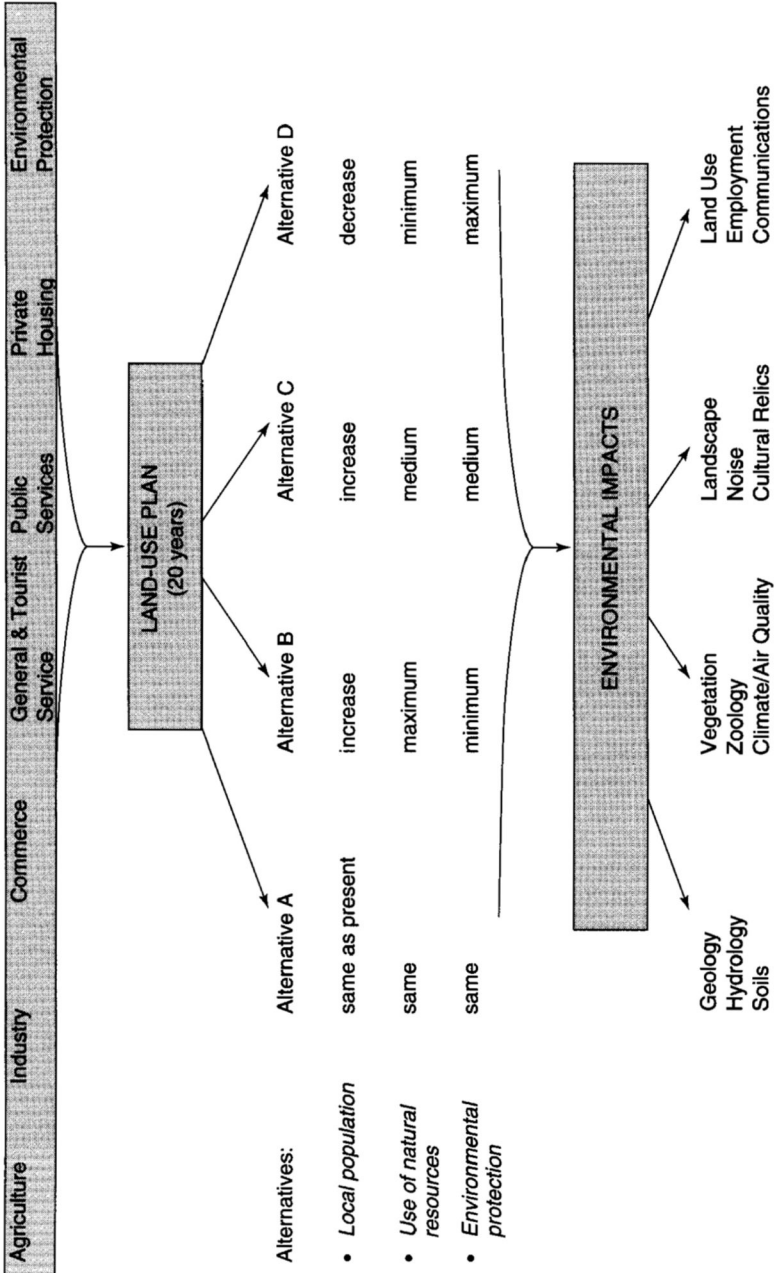 Agriculture Industry Commerce General & Tourist Service Public Services Private Housing Environmental Protection
LAND-USE PLAN
(20 years)
Alternatives: Alternative A Alternative B Alternative C Alternative D
• Local population same as present increase increase decrease
• Use of natural resources same maximum medium minimum
• Environmental protection same minimum medium maximum
ENVIRONMENTAL IMPACTS
Geology
Hydrology
Soils
Vegetation
Zoology
Climate/Air Quality
Landscape
Noise
Cultural Relics
Land Use
Employment
Communications